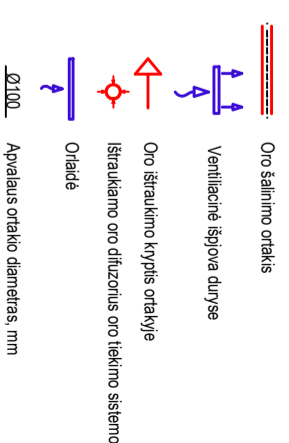 Oro šalinimo ortakis
Ventiliacinė išpjova duryse
Oro ištraukimo kryptis ortakyje
Ištraukiamo oro difuzorius oro tiekimo sistemo
Orlaidė
Ø100 Apvalaus ortakio diametras, mm